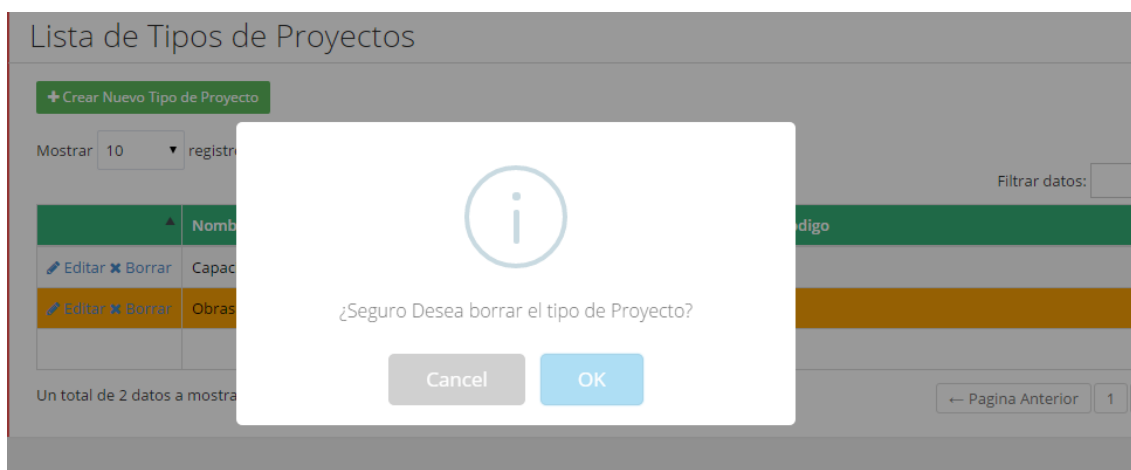 Lista de Tipos de Proyectos
+ Crear Nuevo Tipo de Proyecto
Mostrar 10 registr
Filtrar datos:
Nomb digo
Editar Borrar Capac
Editar Borrar Obras
¿Seguro Desea borrar el tipo de Proyecto?
Cancel OK
Un total de 2 datos a mostra
← Pagina Anterior 1